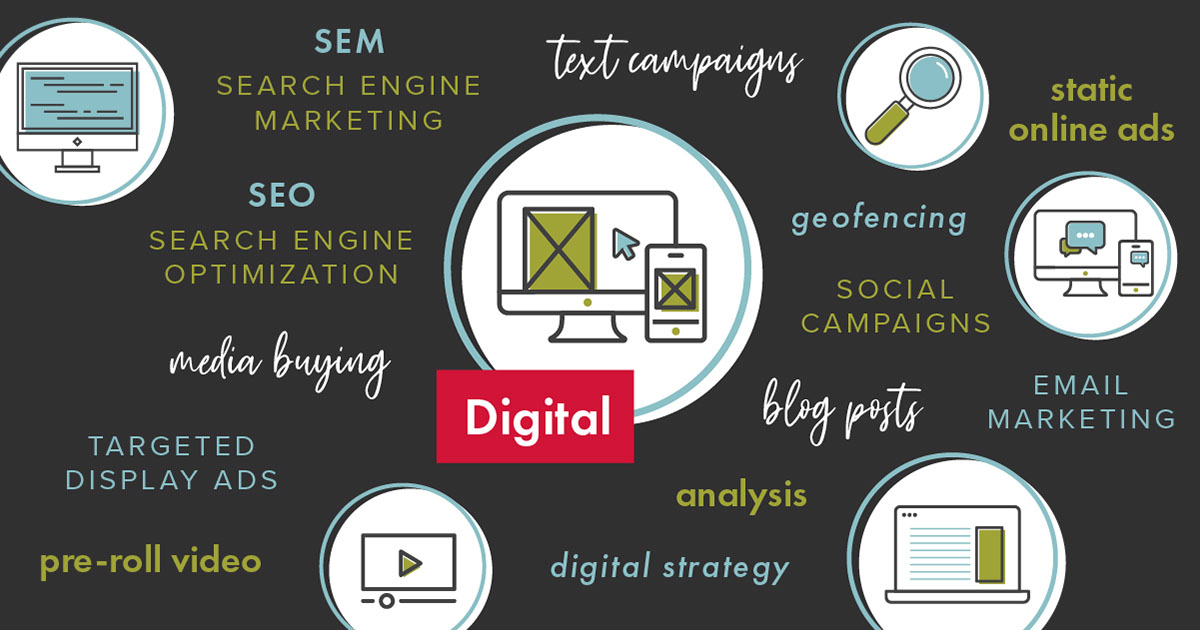 SEM
SEARCH ENGINE
MARKETING
text campaigns
static
online ads
SEO
SEARCH ENGINE
OPTIMIZATION
geofencing
SOCIAL
CAMPAIGNS
media buying
Digital
blog posts
EMAIL
MARKETING
TARGETED
DISPLAY ADS
analysis
pre-roll video
digital strategy